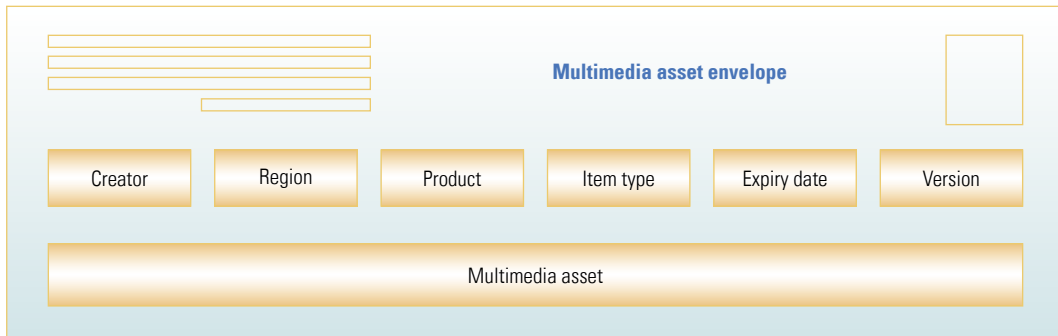 Multimedia asset envelope
Creator
Region
Product
Item type
Expiry date
Version
Multimedia asset